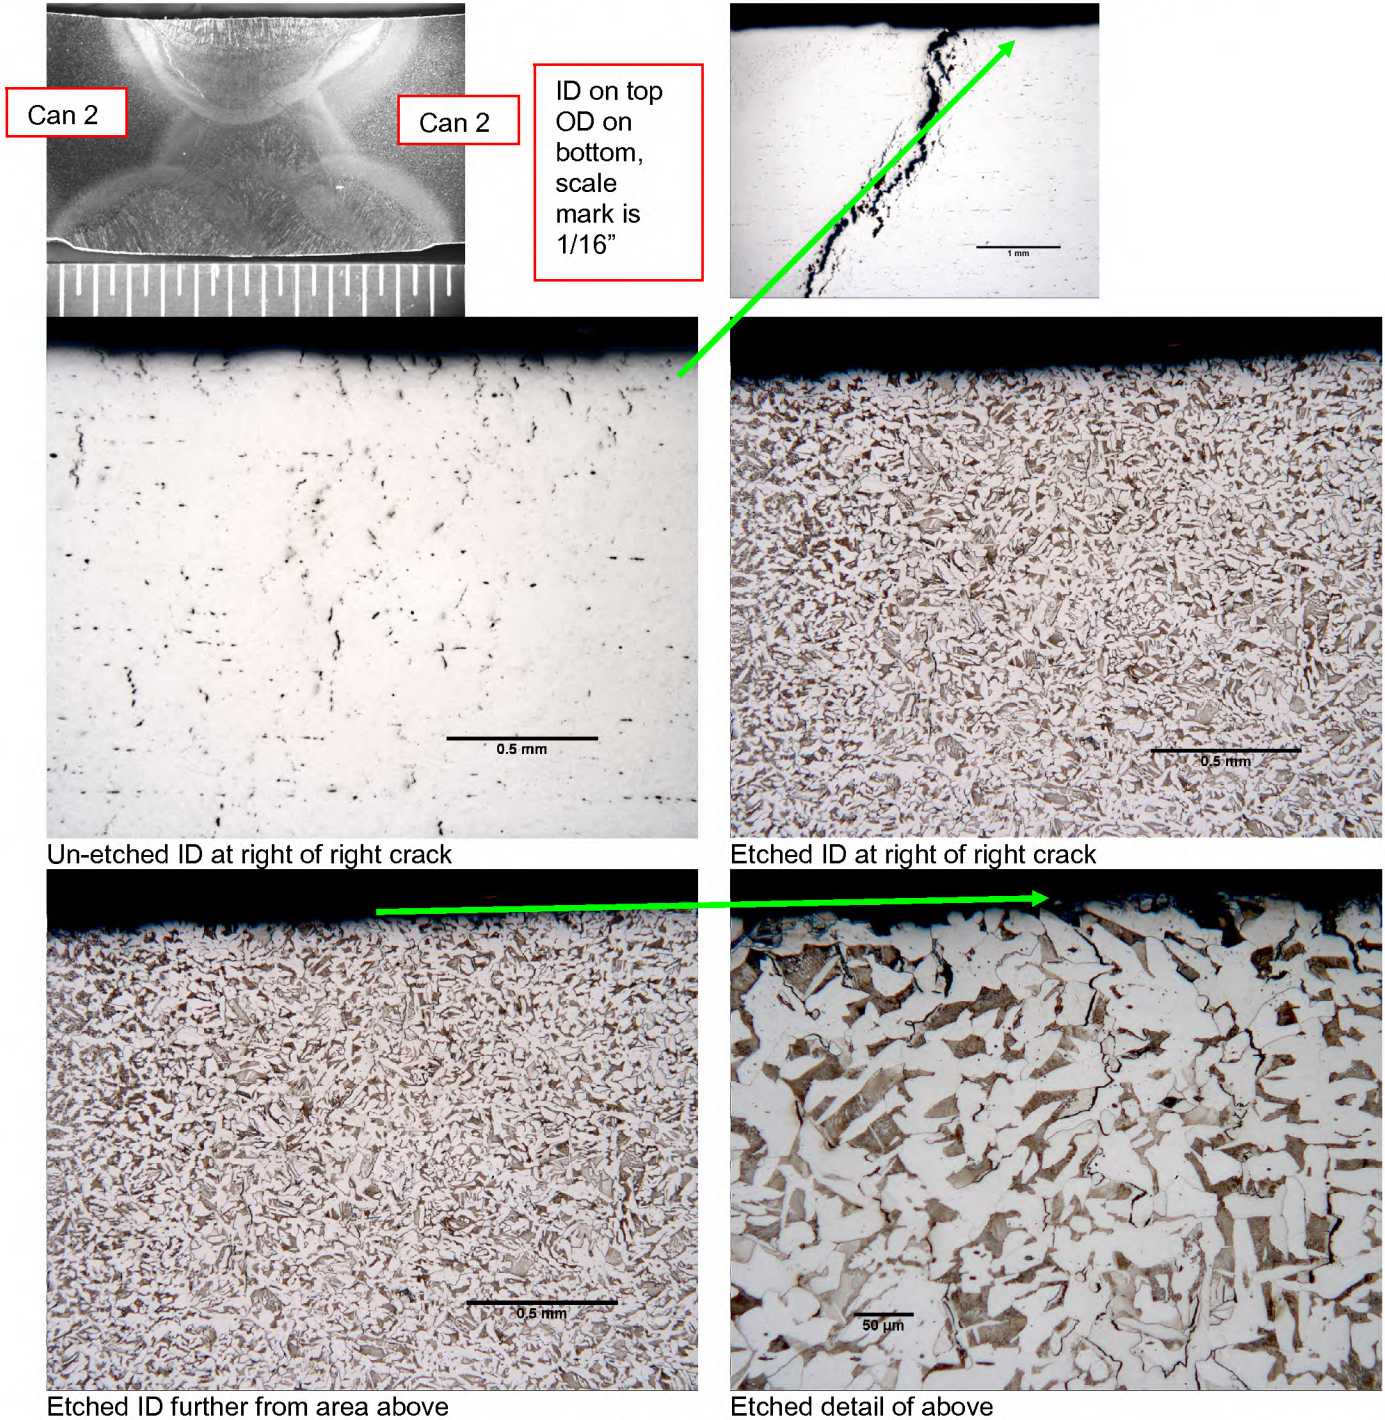 Can 2
Can 2
ID on top
OD on
bottom,
scale
mark is
1/16”
1 mm
0.5 mm
0.5 mm
Un-etched ID at right of right crack
Etched ID at right of right crack
0.5 mm
50 µm
Etched ID further from area above
Etched detail of above